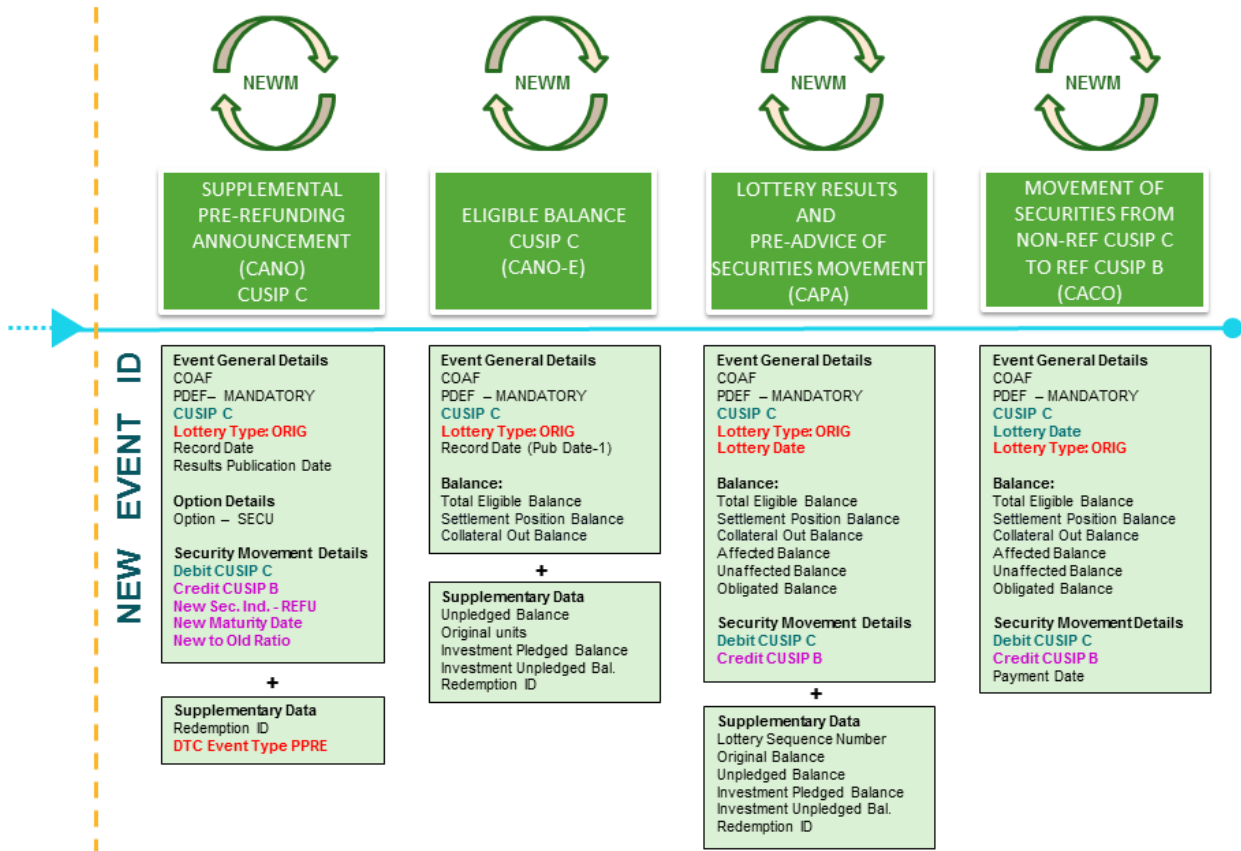 NEWM
NEWM
NEWM
NEWM
SUPPLEMENTAL
PRE-REFUNDING
ANNOUNCEMENT
(CANO)
CUSIP C
ELIGIBLE BALANCE
CUSIP C
(CANO-E)
LOTTERY RESULTS
AND
PRE-ADVICE OF
SECURITIES MOVEMENT
(CAPA)
MOVEMENT OF
SECURITIES FROM
NON-REF CUSIP C
TO REF CUSIP B
(CACO)
NEW EVENT ID
Event General Details
COAF
PDEF– MANDATORY
CUSIP C
Lottery Type: ORIG
Record Date
Results Publication Date
Option Details
Option – SECU
Security Movement Details
Debit CUSIP C
Credit CUSIP B
New Sec. Ind. - REFU
New Maturity Date
New to Old Ratio
+
Supplementary Data
Redemption ID
DTC Event Type PPRE
Event General Details
COAF
PDEF – MANDATORY
CUSIP C
Lottery Type: ORIG
Record Date (Pub Date-1)
Balance:
Total Eligible Balance
Settlement Position Balance
Collateral Out Balance
+
Supplementary Data
Unpledged Balance
Original units
Investment Pledged Balance
Investment Unpledged Bal.
Redemption ID
Event General Details
COAF
PDEF – MANDATORY
CUSIP C
Lottery Type: ORIG
Lottery Date
Balance:
Total Eligible Balance
Settlement Position Balance
Collateral Out Balance
Affected Balance
Unaffected Balance
Obligated Balance
Security Movement Details
Debit CUSIP C
Credit CUSIP B
+
Supplementary Data
Lottery Sequence Number
Original Balance
Unpledged Balance
Investment Pledged Balance
Investment Unpledged Bal.
Redemption ID
Event General Details
COAF
PDEF – MANDATORY
CUSIP C
Lottery Date
Lottery Type: ORIG
Balance:
Total Eligible Balance
Settlement Position Balance
Collateral Out Balance
Affected Balance
Unaffected Balance
Obligated Balance
Security Movement Details
Debit CUSIP C
Credit CUSIP B
Payment Date